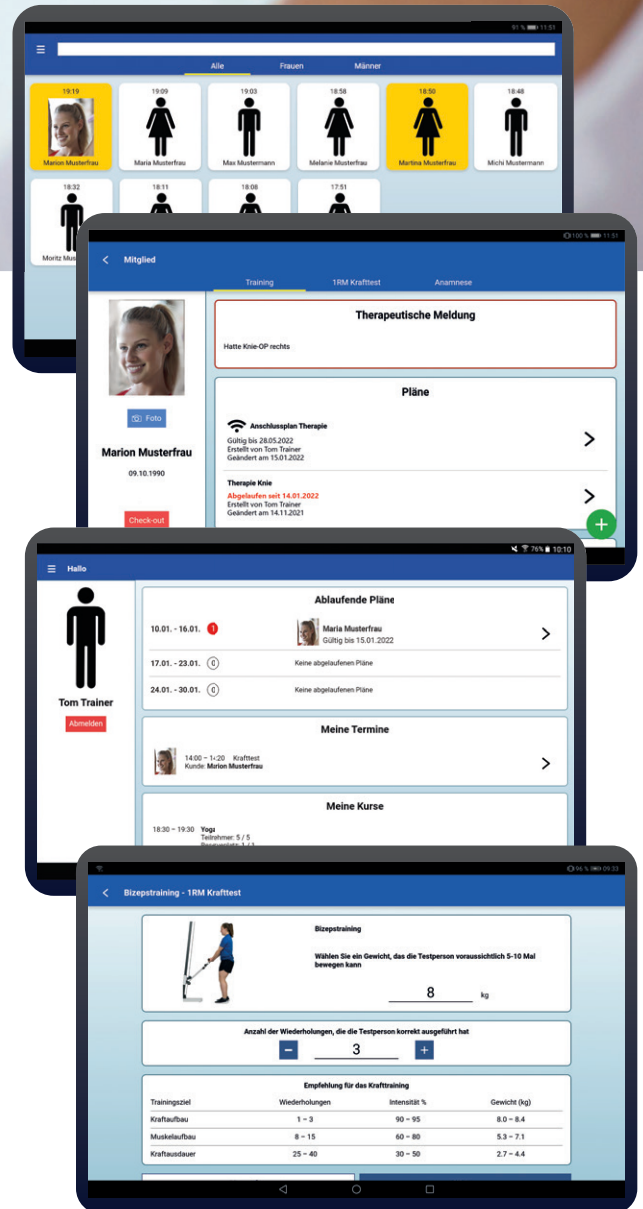 91 % 11:51
Alle Frauen Männer
19:19 19:09 19:03 18:58 18:50 18:48
Marion Musterfrau Maria Musterfrau Max Mustermann Melanie Musterfrau Martina Musterfrau Michi Mustermann
18:32 18:11 18:08 17:51
Moritz Mus
100 % 11:51
Mitglied
Training 1RM Krafttest Anamnese
Therapeutische Meldung
Hatte Knie-OP rechts
Pläne
Foto
Anschlussplan Therapie
Gültig bis 28.05.2022
Erstellt von Tom Trainer
Geändert am 15.01.2022
Marion Musterfrau
09.10.1990
Therapie Knie
Abgelaufen seit 14.01.2022
Erstellt von Tom Trainer
Geändert am 14.11.2021
Check-out
+
76% 10:10
Hallo
Ablaufende Pläne
10.01. - 16.01. 1 Maria Musterfrau
Gültig bis 15.01.2022
17.01. - 23.01. 0 Keine abgelaufenen Pläne
24.01. - 30.01. 0 Keine abgelaufenen Pläne
Tom Trainer
Abmelden
Meine Termine
14:00 – 14:20 Krafttest
Kunde: Marion Musterfrau
Meine Kurse
18:30 – 19:30 Yoga
Teilnehmer: 5 / 5
96 % 09:33
Bizepstraining - 1RM Krafttest
Bizepstraining
Wählen Sie ein Gewicht, das die Testperson voraussichtlich 5-10 Mal
bewegen kann
8 kg
Anzahl der Wiederholungen, die die Testperson korrekt ausgeführt hat
– 3 +
Empfehlung für das Krafttraining
Trainingsziel Wiederholungen Intensität % Gewicht (kg)
Kraftaufbau 1 – 3 90 – 95 8.0 – 8.4
Muskelaufbau 8 – 15 60 – 80 5.3 – 7.1
Kraftausdauer 25 – 40 30 – 50 2.7 – 4.4